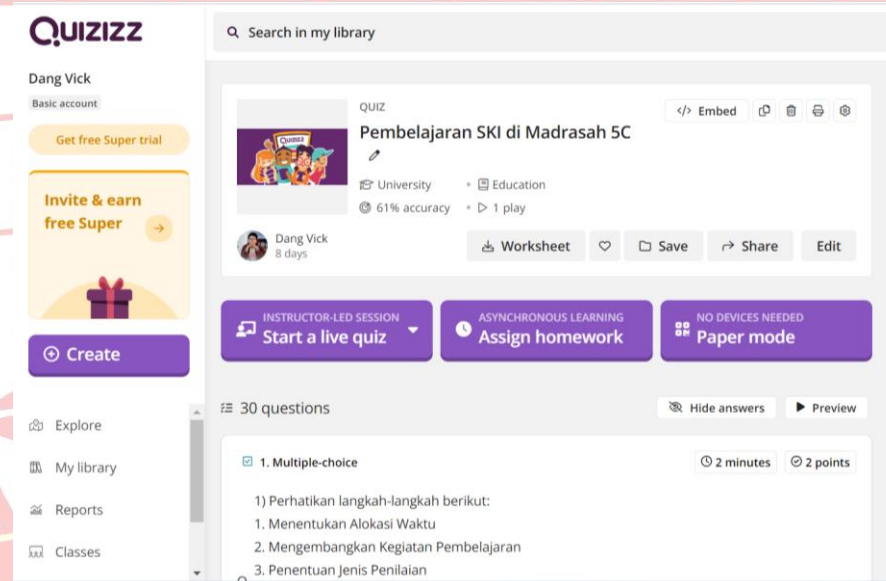 QUIZIZZ
Search in my library
Dang Vick
Basic account
Get free Super trial
Invite & earn
free Super
Create
Explore
My library
Reports
Classes
QUIZIZZ
QUIZ
Pembelajaran SKI di Madrasah 5C
</> Embed
University • Education
61% accuracy • 1 play
Dang Vick
8 days
Worksheet
Save
Share
Edit
INSTRUCTOR-LED SESSION
Start a live quiz
ASYNCHRONOUS LEARNING
Assign homework
NO DEVICES NEEDED
Paper mode
30 questions
Hide answers
Preview
1. Multiple-choice
2 minutes
2 points
1) Perhatikan langkah-langkah berikut:
1. Menentukan Alokasi Waktu
2. Mengembangkan Kegiatan Pembelajaran
3. Penentuan Jenis Penilaian